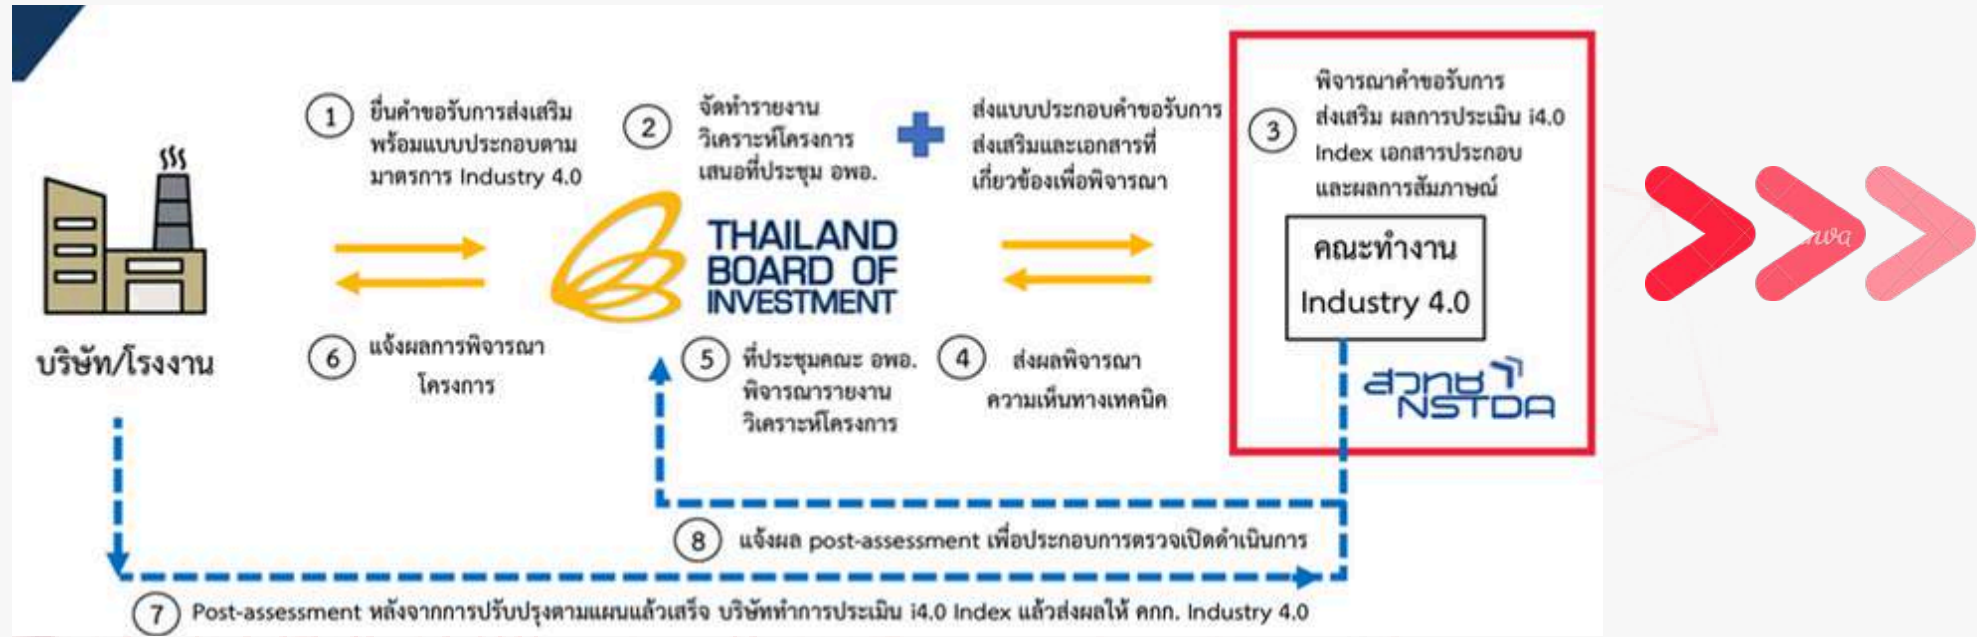 1
ยื่นคำขอรับการส่งเสริม
พร้อมแบบประกอบตาม
มาตรการ Industry 4.0
2
จัดทำรายงาน
วิเคราะห์โครงการ
เสนอที่ประชุม อพอ.
ส่งแบบประกอบคำขอรับการ
ส่งเสริมและเอกสารที่
เกี่ยวข้องเพื่อพิจารณา
3
พิจารณาคำขอรับการ
ส่งเสริม ผลการประเมิน i4.0
Index เอกสารประกอบ
และผลการสัมภาษณ์
THAILAND
BOARD OF
INVESTMENT
คณะทำงาน
Industry 4.0
สวทช
NSTDA
บริษัท/โรงงาน
6
แจ้งผลการพิจารณา
โครงการ
5
ที่ประชุมคณะ อพอ.
พิจารณารายงาน
วิเคราะห์โครงการ
4
ส่งผลพิจารณา
ความเห็นทางเทคนิค
8
แจ้งผล post-assessment เพื่อประกอบการตรวจเปิดดำเนินการ
7
Post-assessment หลังจากการปรับปรุงตามแผนแล้วเสร็จ บริษัททำการประเมิน i4.0 Index แล้วส่งผลให้ คกก. Industry 4.0